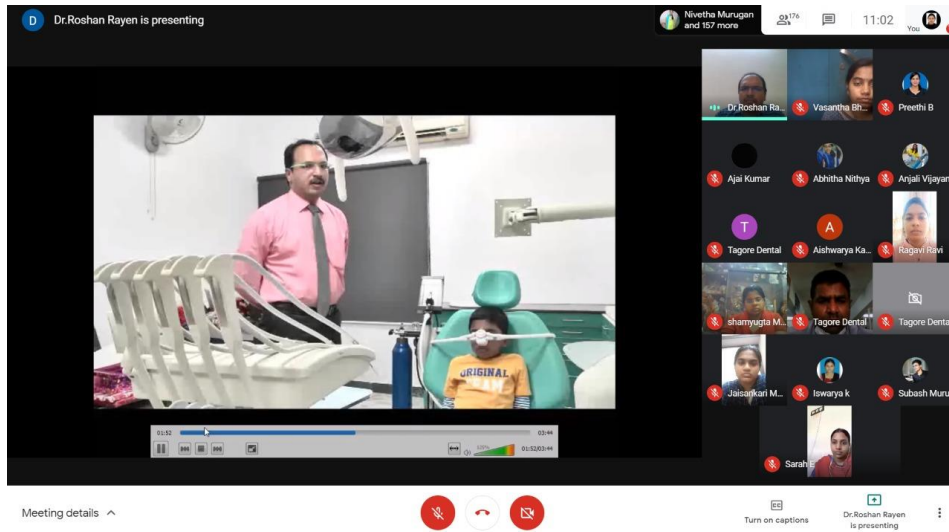 D Dr.Roshan Rayen is presenting
Nivetha Murugan
and 157 more
176
11:02
You
Dr.Roshan Ra...
Vasantha Bh...
Preethi B
Ajai Kumar
Abhitha Nithya
Anjali Vijayan
T
A
Tagore Dental
Aishwarya Ka...
Ragavi Ravi
shamyugta M...
Tagore Dental
Tagore Denta
Jaisankari M...
Iswarya k
Subash Muru
Sarah E
ORIGINAL
TEAM
01:52
03:44
100%
01:52/03:44
Meeting details
CC
Turn on captions
Dr.Roshan Rayen
is presenting